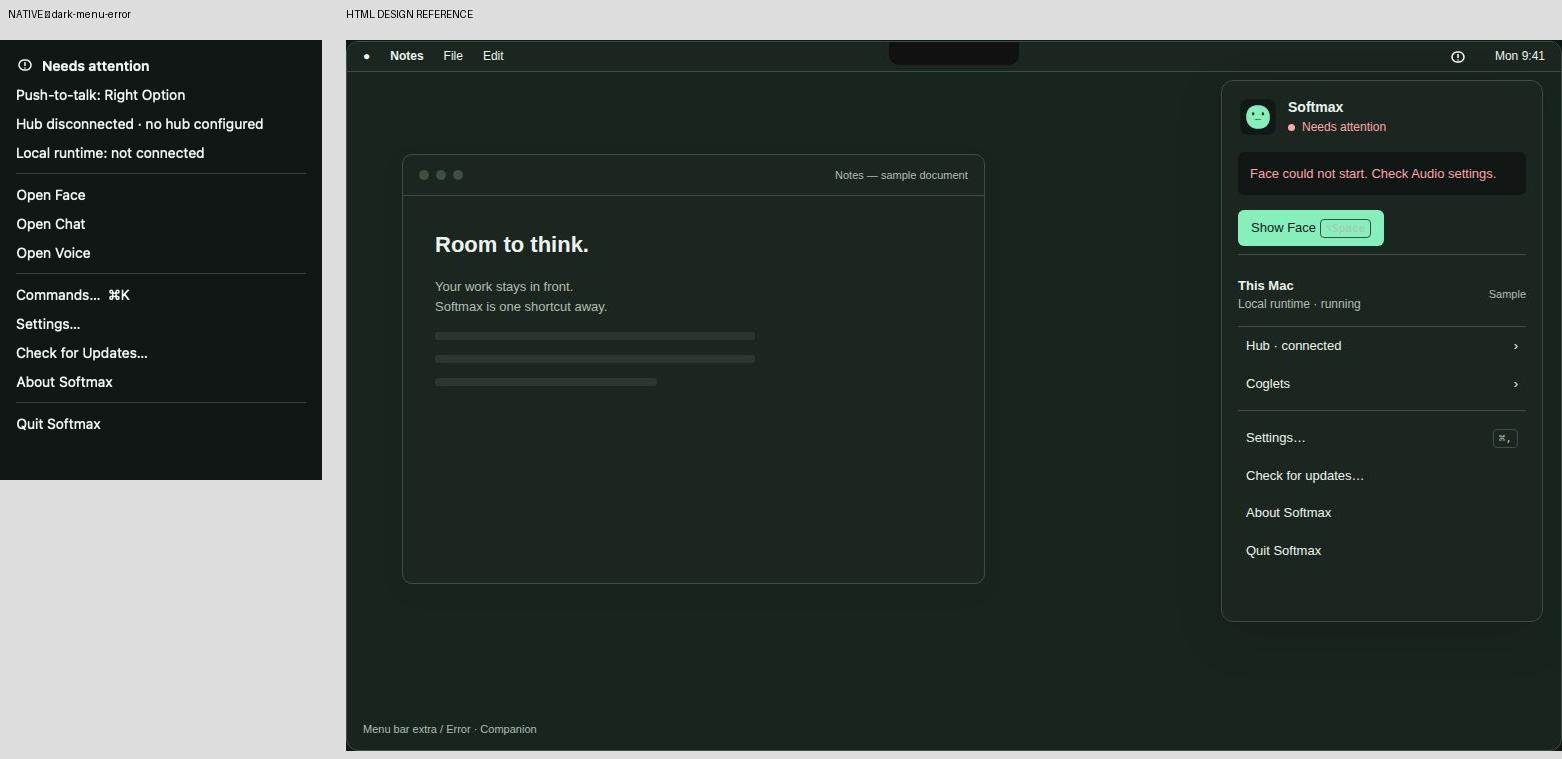 NATIVE dark-menu-error
Needs attention
Push-to-talk: Right Option
Hub disconnected · no hub configured
Local runtime: not connected
Open Face
Open Chat
Open Voice
Commands... ⌘K
Settings...
Check for Updates...
About Softmax
Quit Softmax
HTML DESIGN REFERENCE
Notes File Edit
Mon 9:41
Notes — sample document
Room to think.
Your work stays in front.
Softmax is one shortcut away.
Softmax
Needs attention
Face could not start. Check Audio settings.
Show Face ⌥Space
This Mac
Local runtime · running
Sample
Hub · connected ›
Coglets ›
Settings… ⌘,
Check for updates…
About Softmax
Quit Softmax
Menu bar extra / Error · Companion